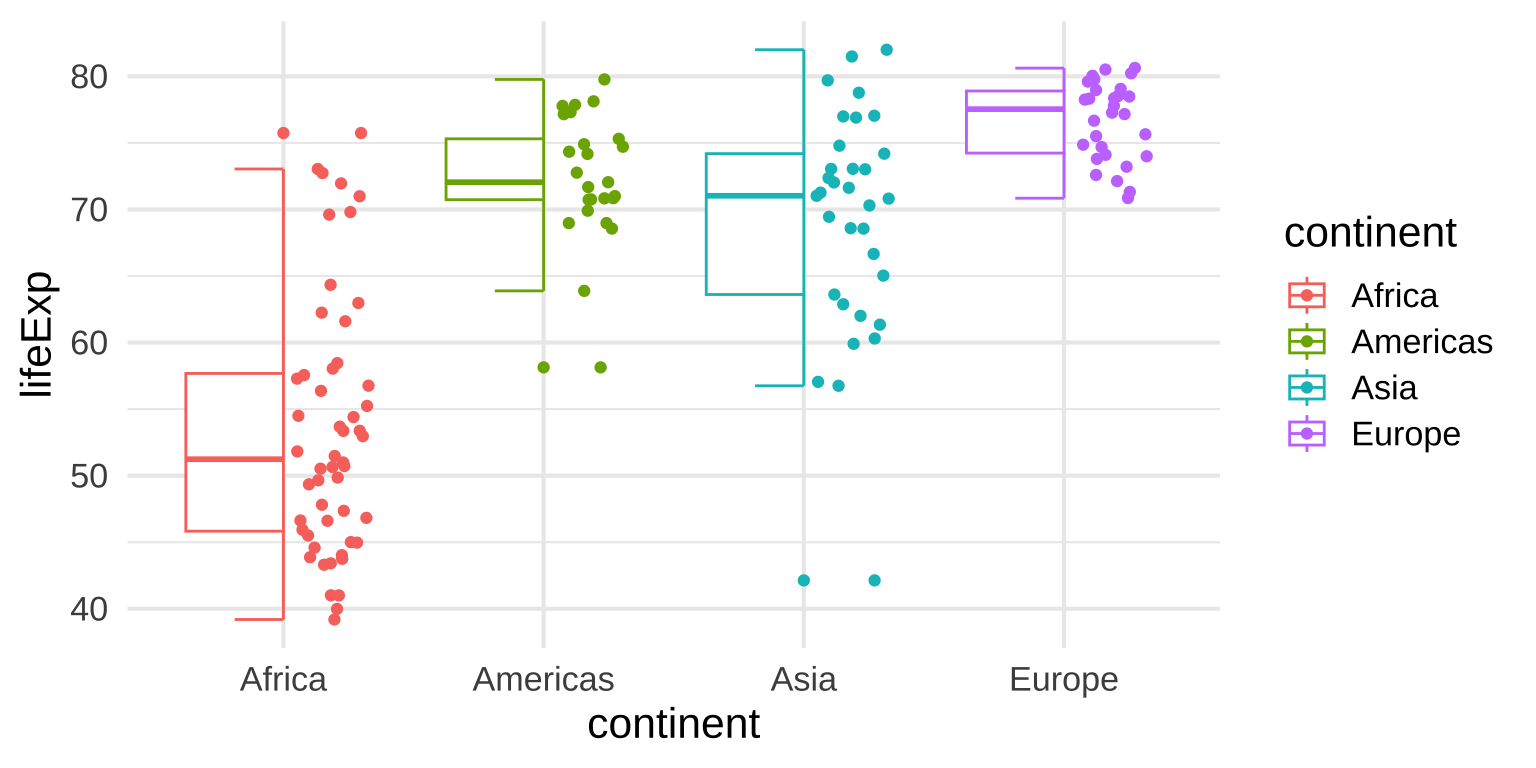 80
70
60
50
40
lifeExp
Africa
Americas
Asia
Europe
continent
continent
Africa
Americas
Asia
Europe